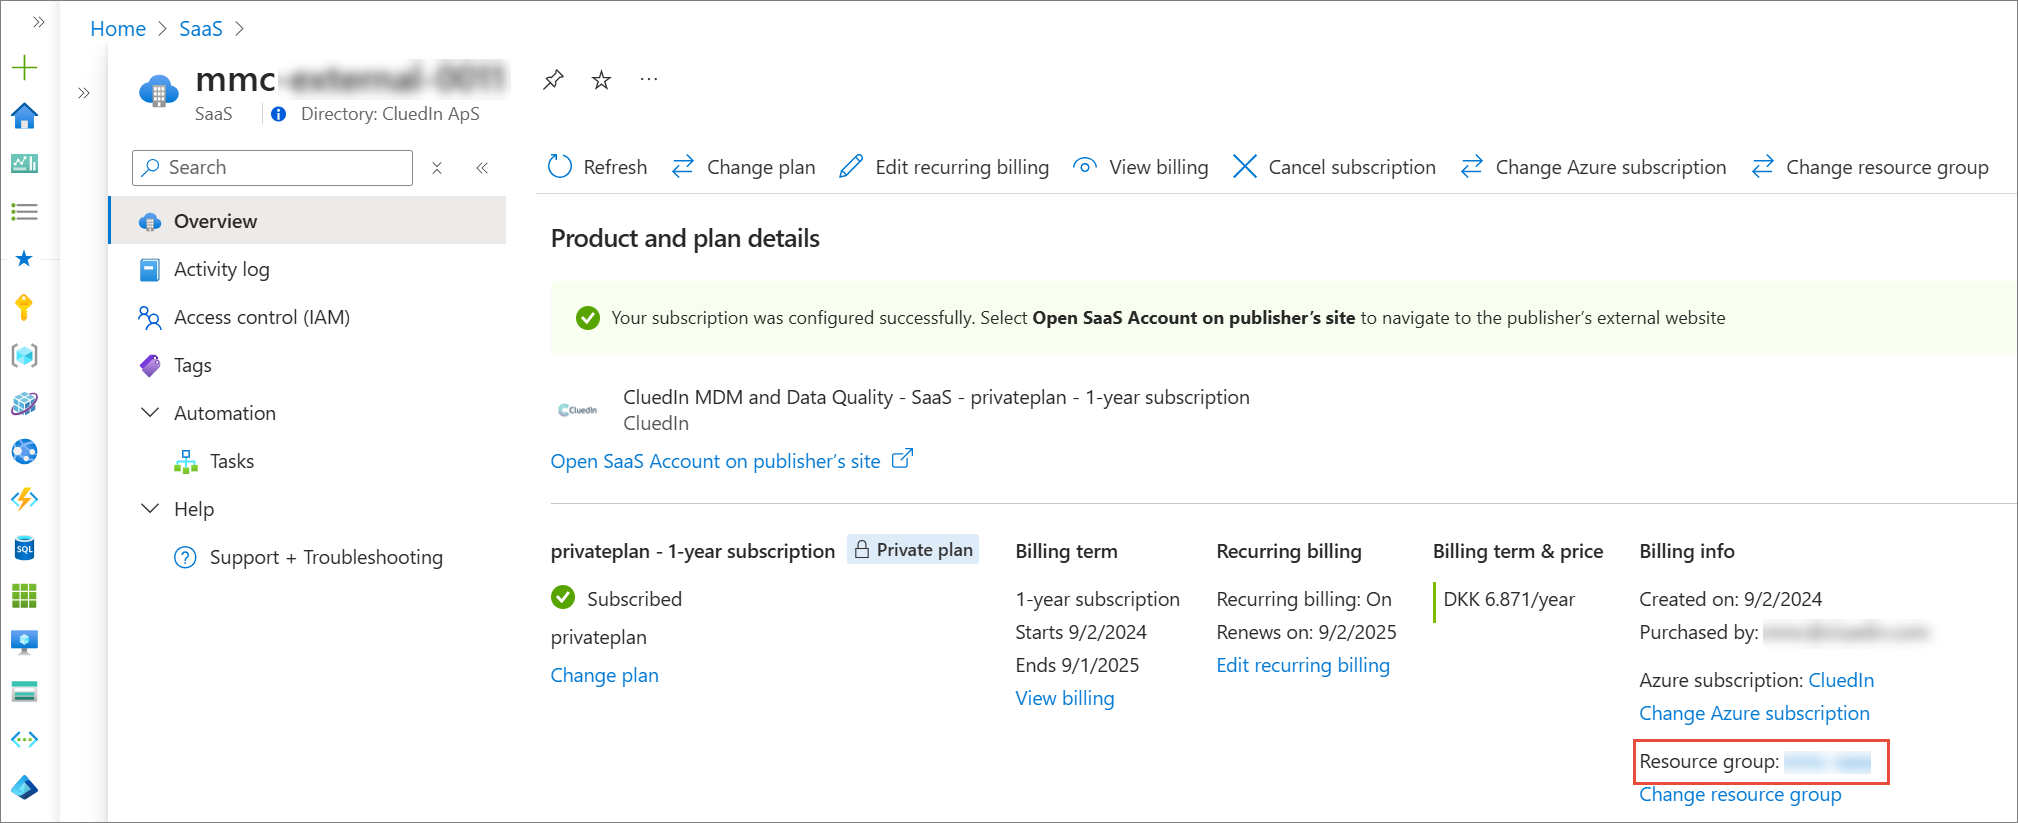 Home > SaaS >
mmc
SaaS
Directory: CluedIn ApS
Search
Refresh
Change plan
Edit recurring billing
View billing
Cancel subscription
Change Azure subscription
Change resource group
Overview
Activity log
Access control (IAM)
Tags
Automation
Tasks
Help
Support + Troubleshooting
SQL
Product and plan details
Your subscription was configured successfully. Select Open SaaS Account on publisher’s site to navigate to the publisher’s external website
CluedIn
CluedIn MDM and Data Quality - SaaS - privateplan - 1-year subscription
CluedIn
Open SaaS Account on publisher’s site
privateplan - 1-year subscription
Private plan
Subscribed
privateplan
Change plan
Billing term
1-year subscription
Starts 9/2/2024
Ends 9/1/2025
View billing
Recurring billing
Recurring billing: On
Renews on: 9/2/2025
Edit recurring billing
Billing term & price
DKK 6.871/year
Billing info
Created on: 9/2/2024
Purchased by:
Azure subscription: CluedIn
Change Azure subscription
Resource group:
Change resource group